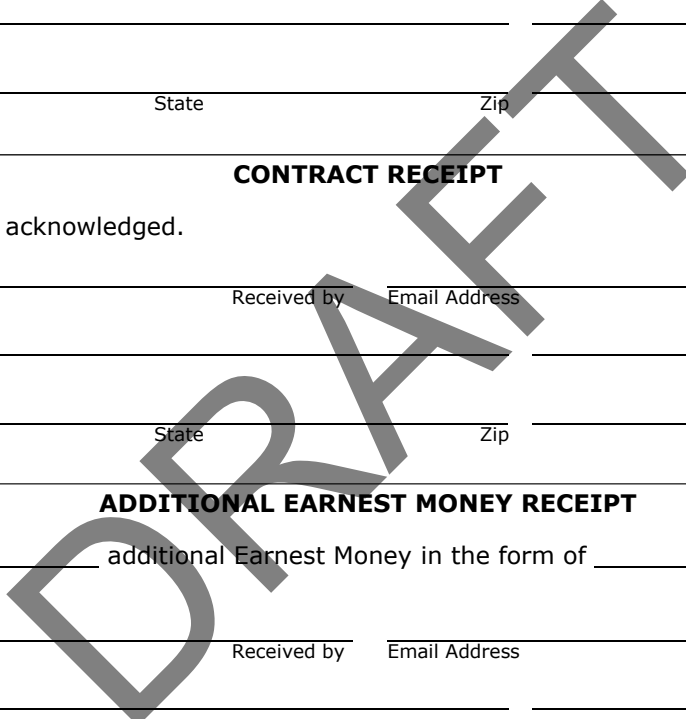 State Zip
CONTRACT RECEIPT
acknowledged.
Received by Email Address
State Zip
ADDITIONAL EARNEST MONEY RECEIPT
additional Earnest Money in the form of
Received by Email Address
DRAFT